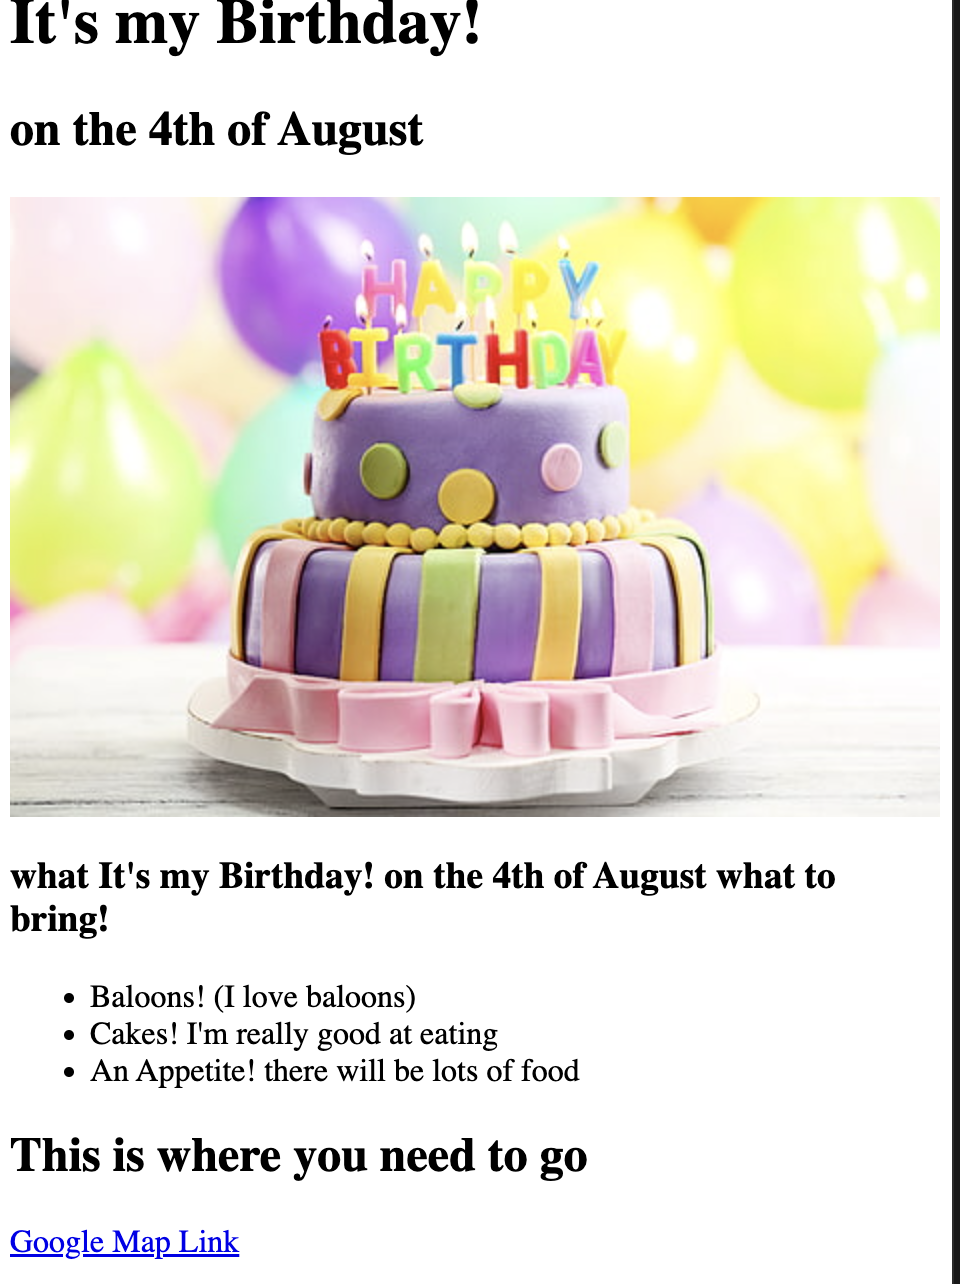 It's my Birthday!
on the 4th of August
HAPPY
BIRTHDAY
what It's my Birthday! on the 4th of August what to
bring!
Baloons! (I love baloons)
Cakes! I'm really good at eating
An Appetite! there will be lots of food
This is where you need to go
Google Map Link